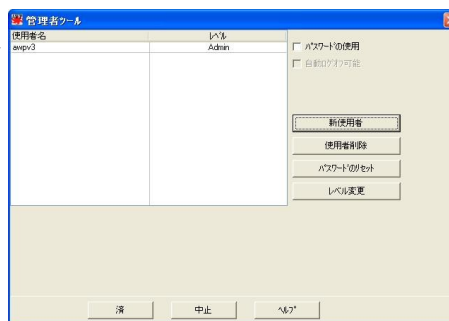 管理者ツール
使用者名 レベル
awpv3 Admin
パスワードの使用
自動ログオフ可能
新使用者
使用者削除
パスワードのリセット
レベル変更
済 中止 ヘルプ